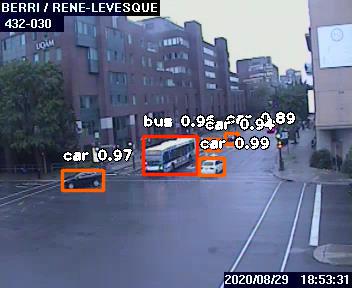 BERRI / RENE-LEVESQUE
432-030
UQAM
bus 0.96
car 0.94
car 0.89
car 0.99
car 0.97
2020/08/29 18:53:31